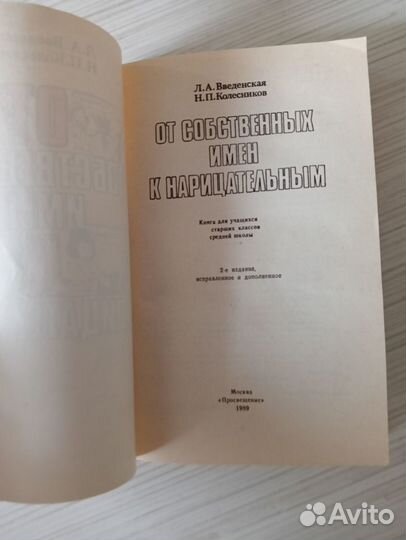 Л.А. Введенская
Н.П. Колесников
ОТ СОБСТВЕННЫХ
ИМЕН
К НАРИЦАТЕЛЬНЫМ
Книга для учащихся
старших классов
средней школы
2-е издание,
исправленное и дополненное
Москва
«Просвещение»
1989
Avito